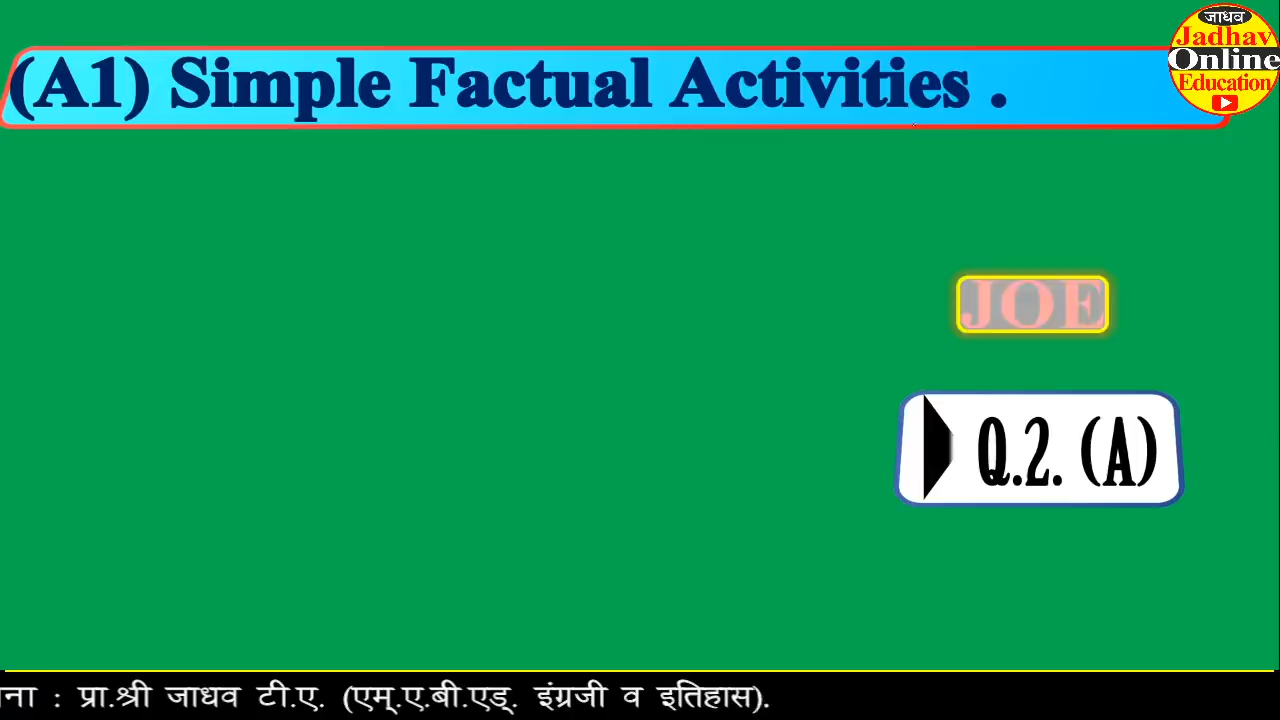 (A1) Simple Factual Activities .
जाधव
Jadhav
Online
Education
JOE
Q.2. (A)
ना : प्रा.श्री जाधव टी.ए. (एम्.ए.बी.एड्. इंग्रजी व इतिहास).